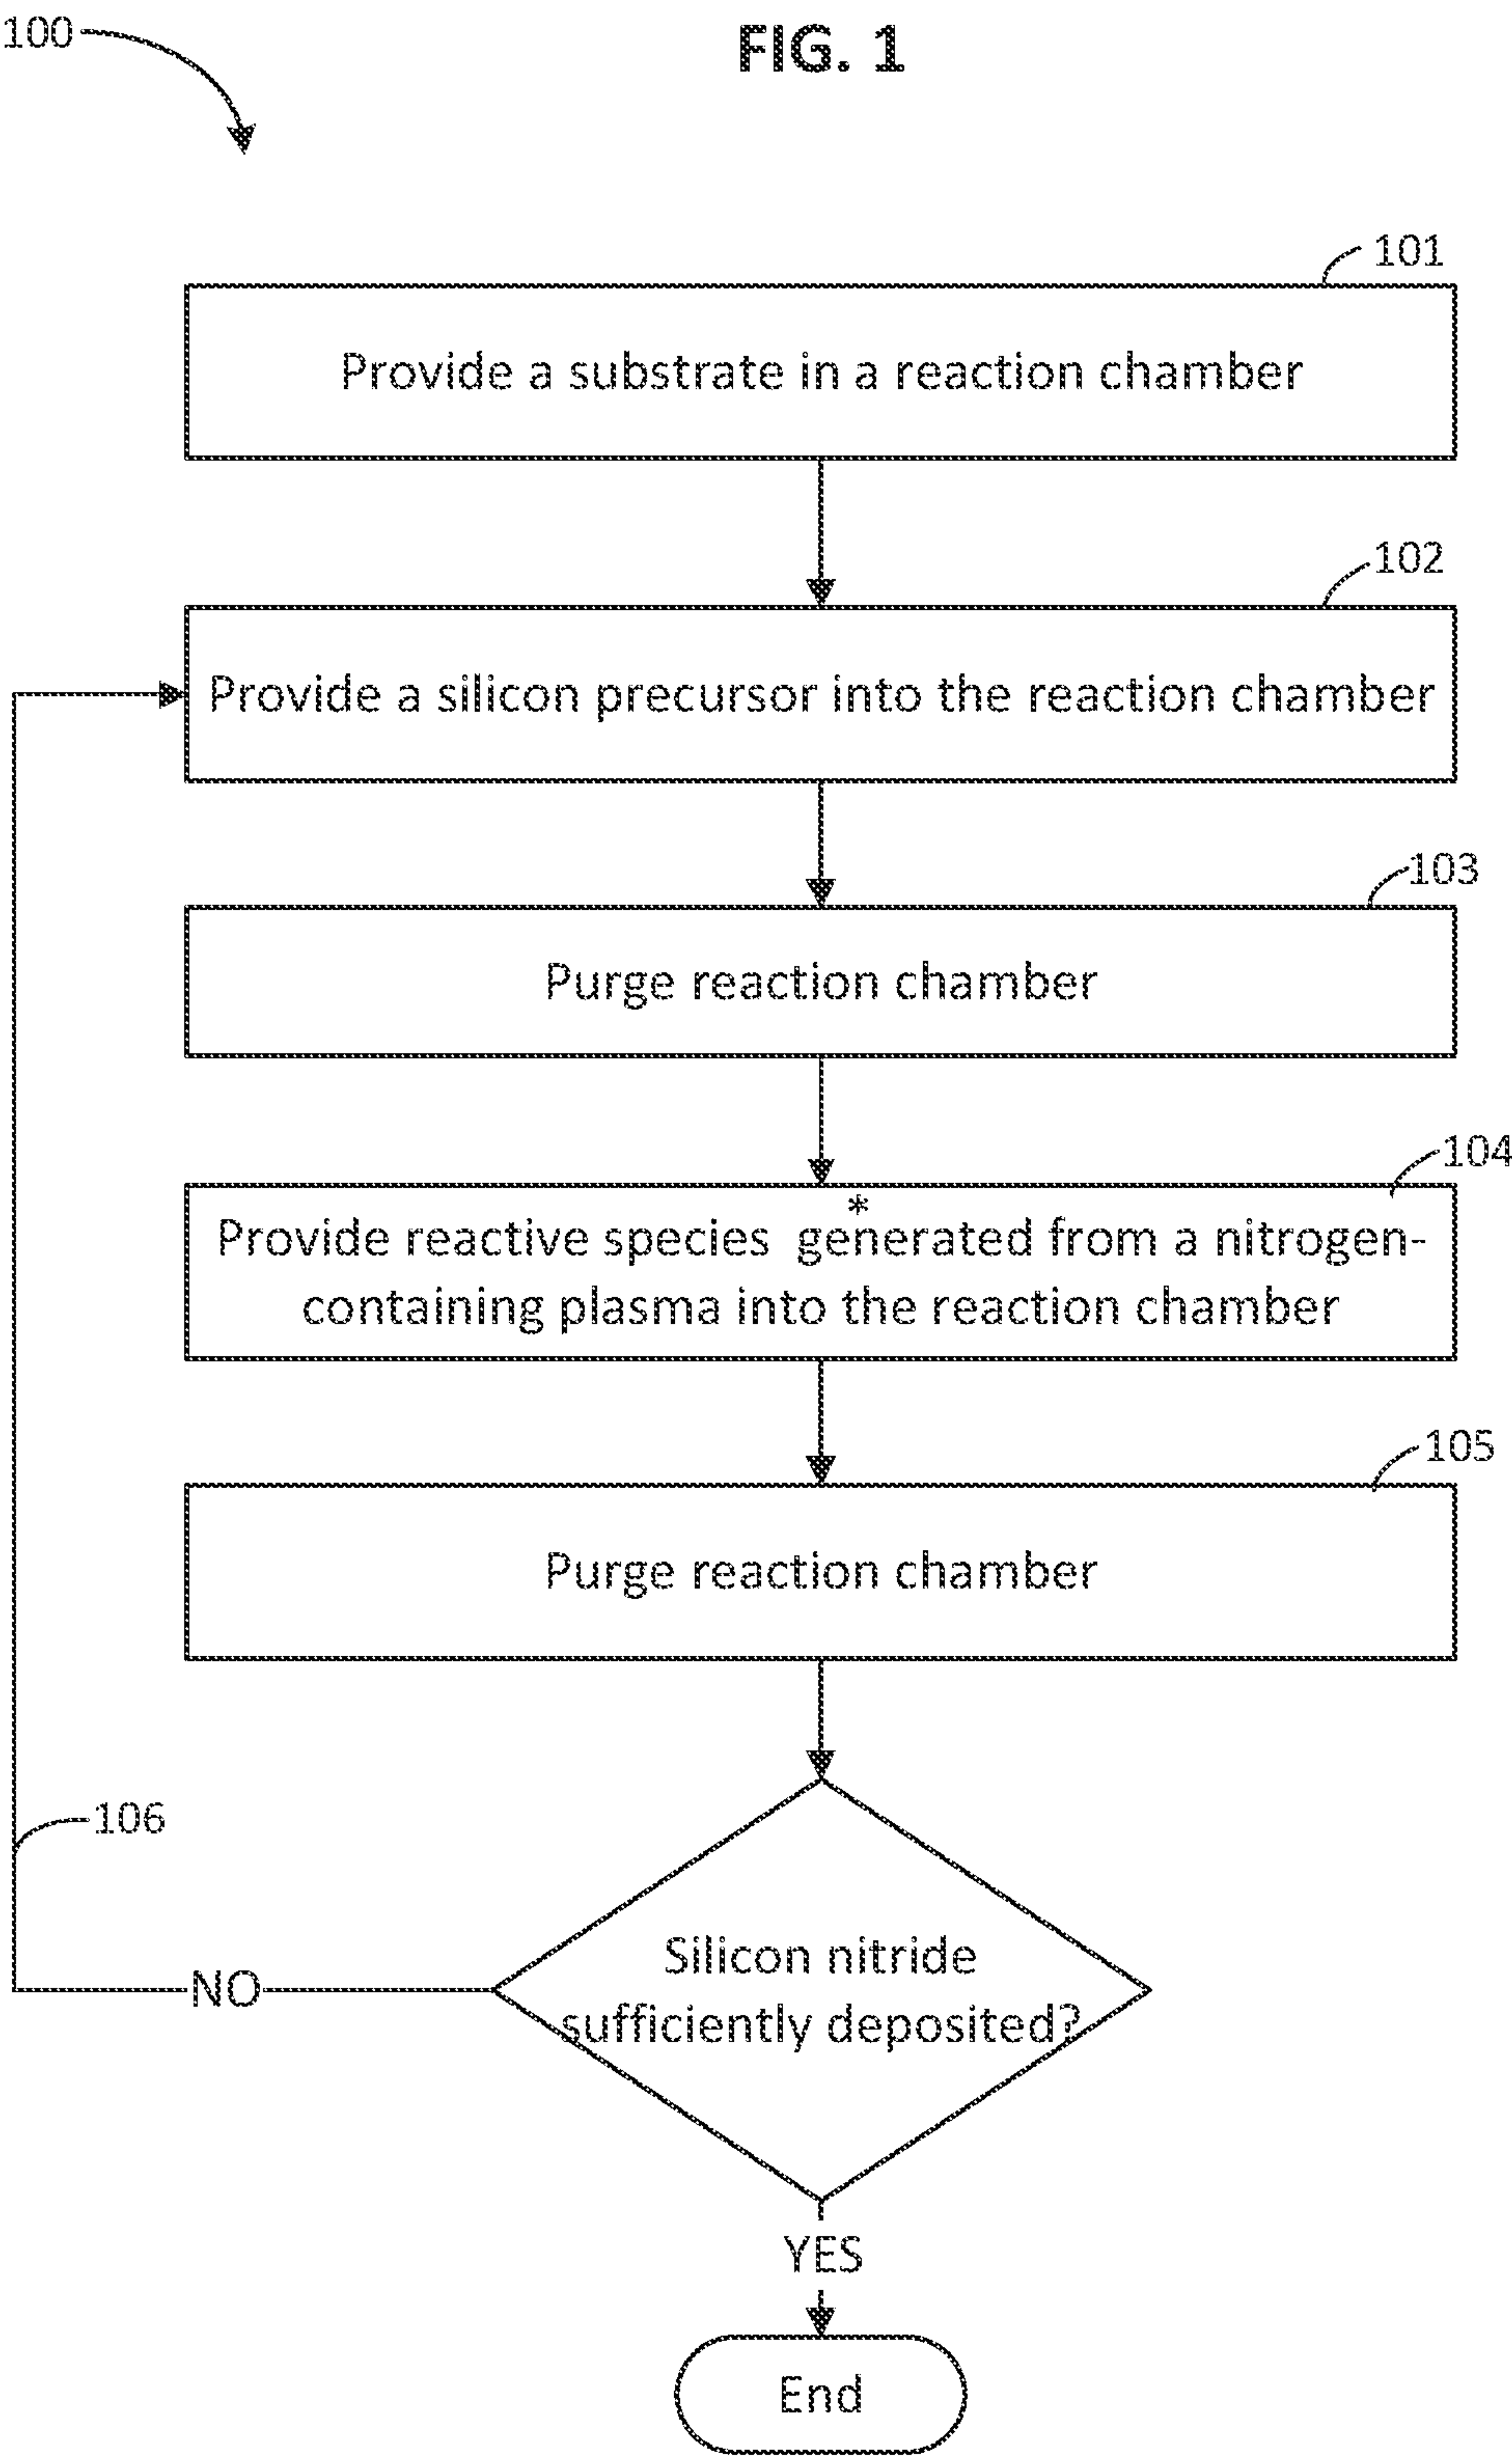 100
FIG. 1
101
Provide a substrate in a reaction chamber
102
Provide a silicon precursor into the reaction chamber
103
Purge reaction chamber
104
*
Provide reactive species generated from a nitrogen-
containing plasma into the reaction chamber
105
Purge reaction chamber
106
Silicon nitride
sufficiently deposited?
NO
YES
End